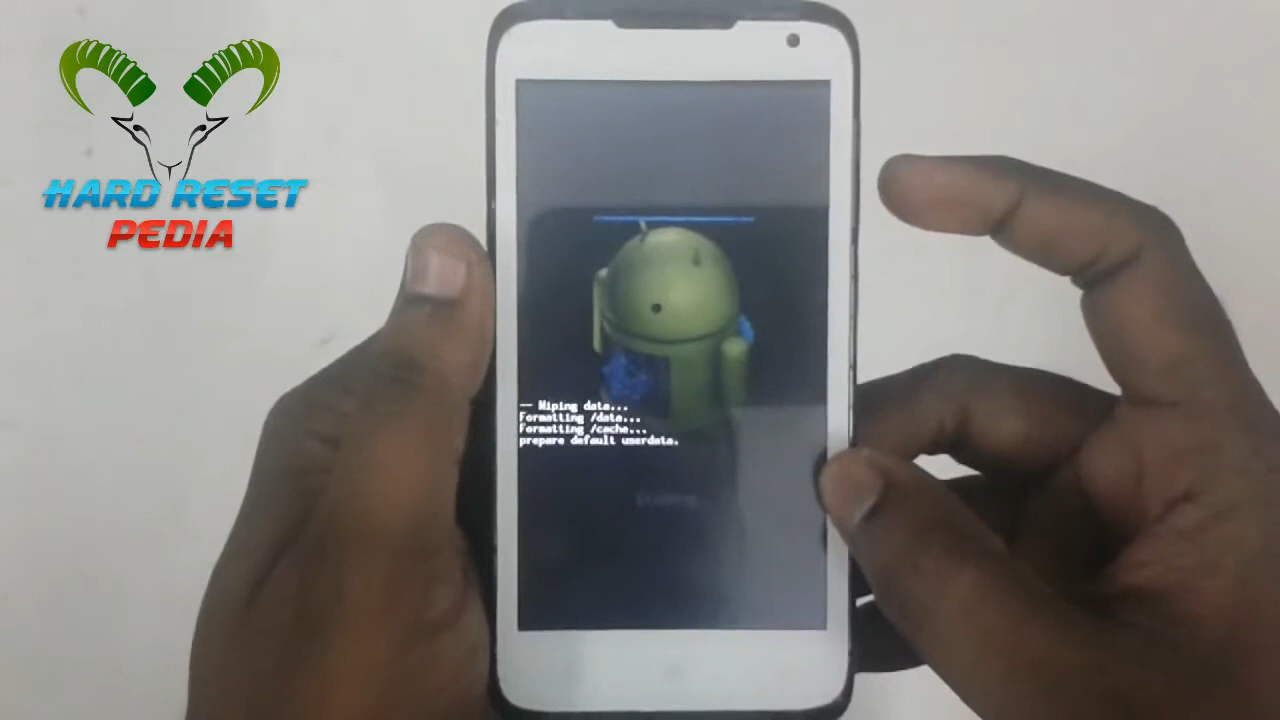 HARD RESET
PEDIA
-- Wiping data...
Formatting /data...
Formatting /cache...
prepare default userdata.